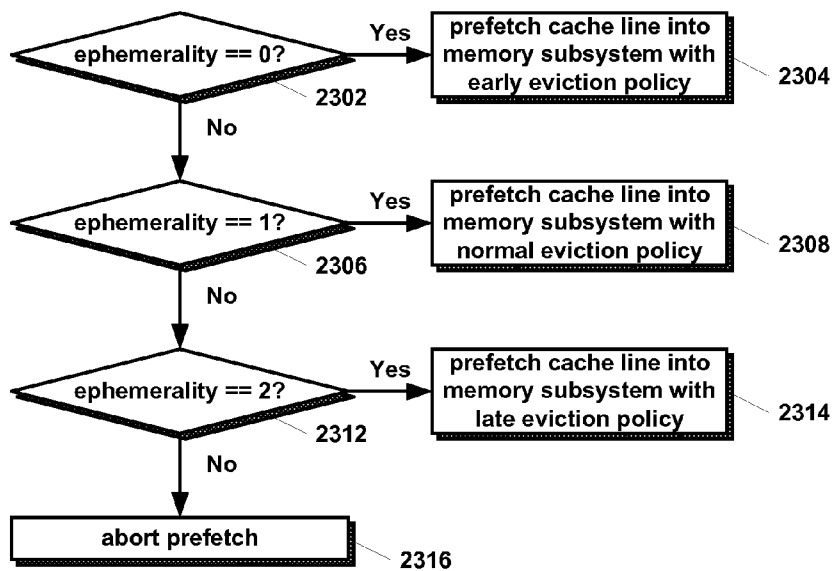 ephemerality == 0?
Yes
prefetch cache line into
memory subsystem with
early eviction policy
2304
2302
No
ephemerality == 1?
Yes
prefetch cache line into
memory subsystem with
normal eviction policy
2308
2306
No
ephemerality == 2?
Yes
prefetch cache line into
memory subsystem with
late eviction policy
2314
2312
No
abort prefetch
2316